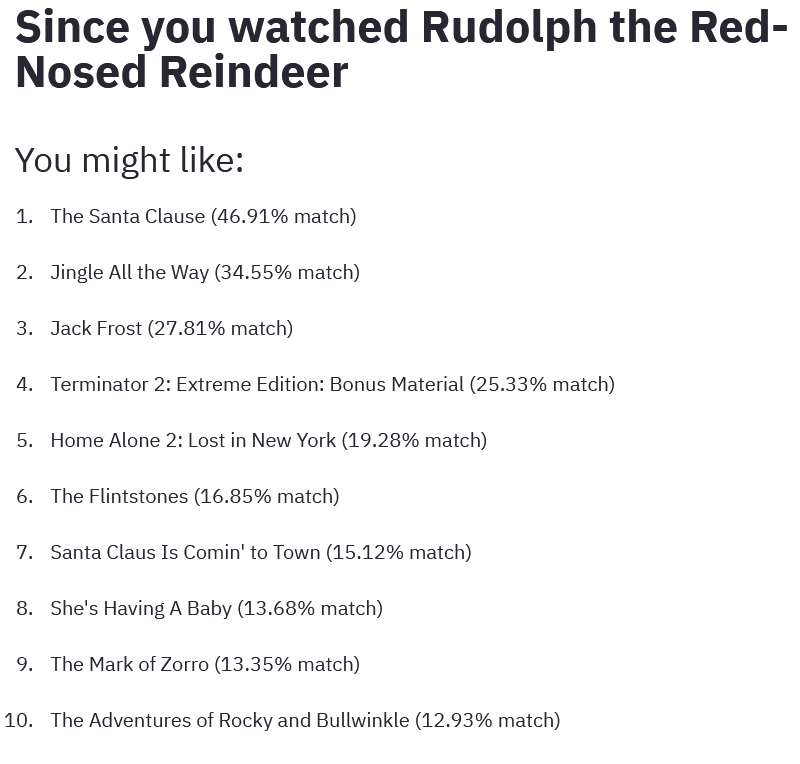 Since you watched Rudolph the Red-
Nosed Reindeer
You might like:
1. The Santa Clause (46.91% match)
2. Jingle All the Way (34.55% match)
3. Jack Frost (27.81% match)
4. Terminator 2: Extreme Edition: Bonus Material (25.33% match)
5. Home Alone 2: Lost in New York (19.28% match)
6. The Flintstones (16.85% match)
7. Santa Claus Is Comin' to Town (15.12% match)
8. She's Having A Baby (13.68% match)
9. The Mark of Zorro (13.35% match)
10. The Adventures of Rocky and Bullwinkle (12.93% match)